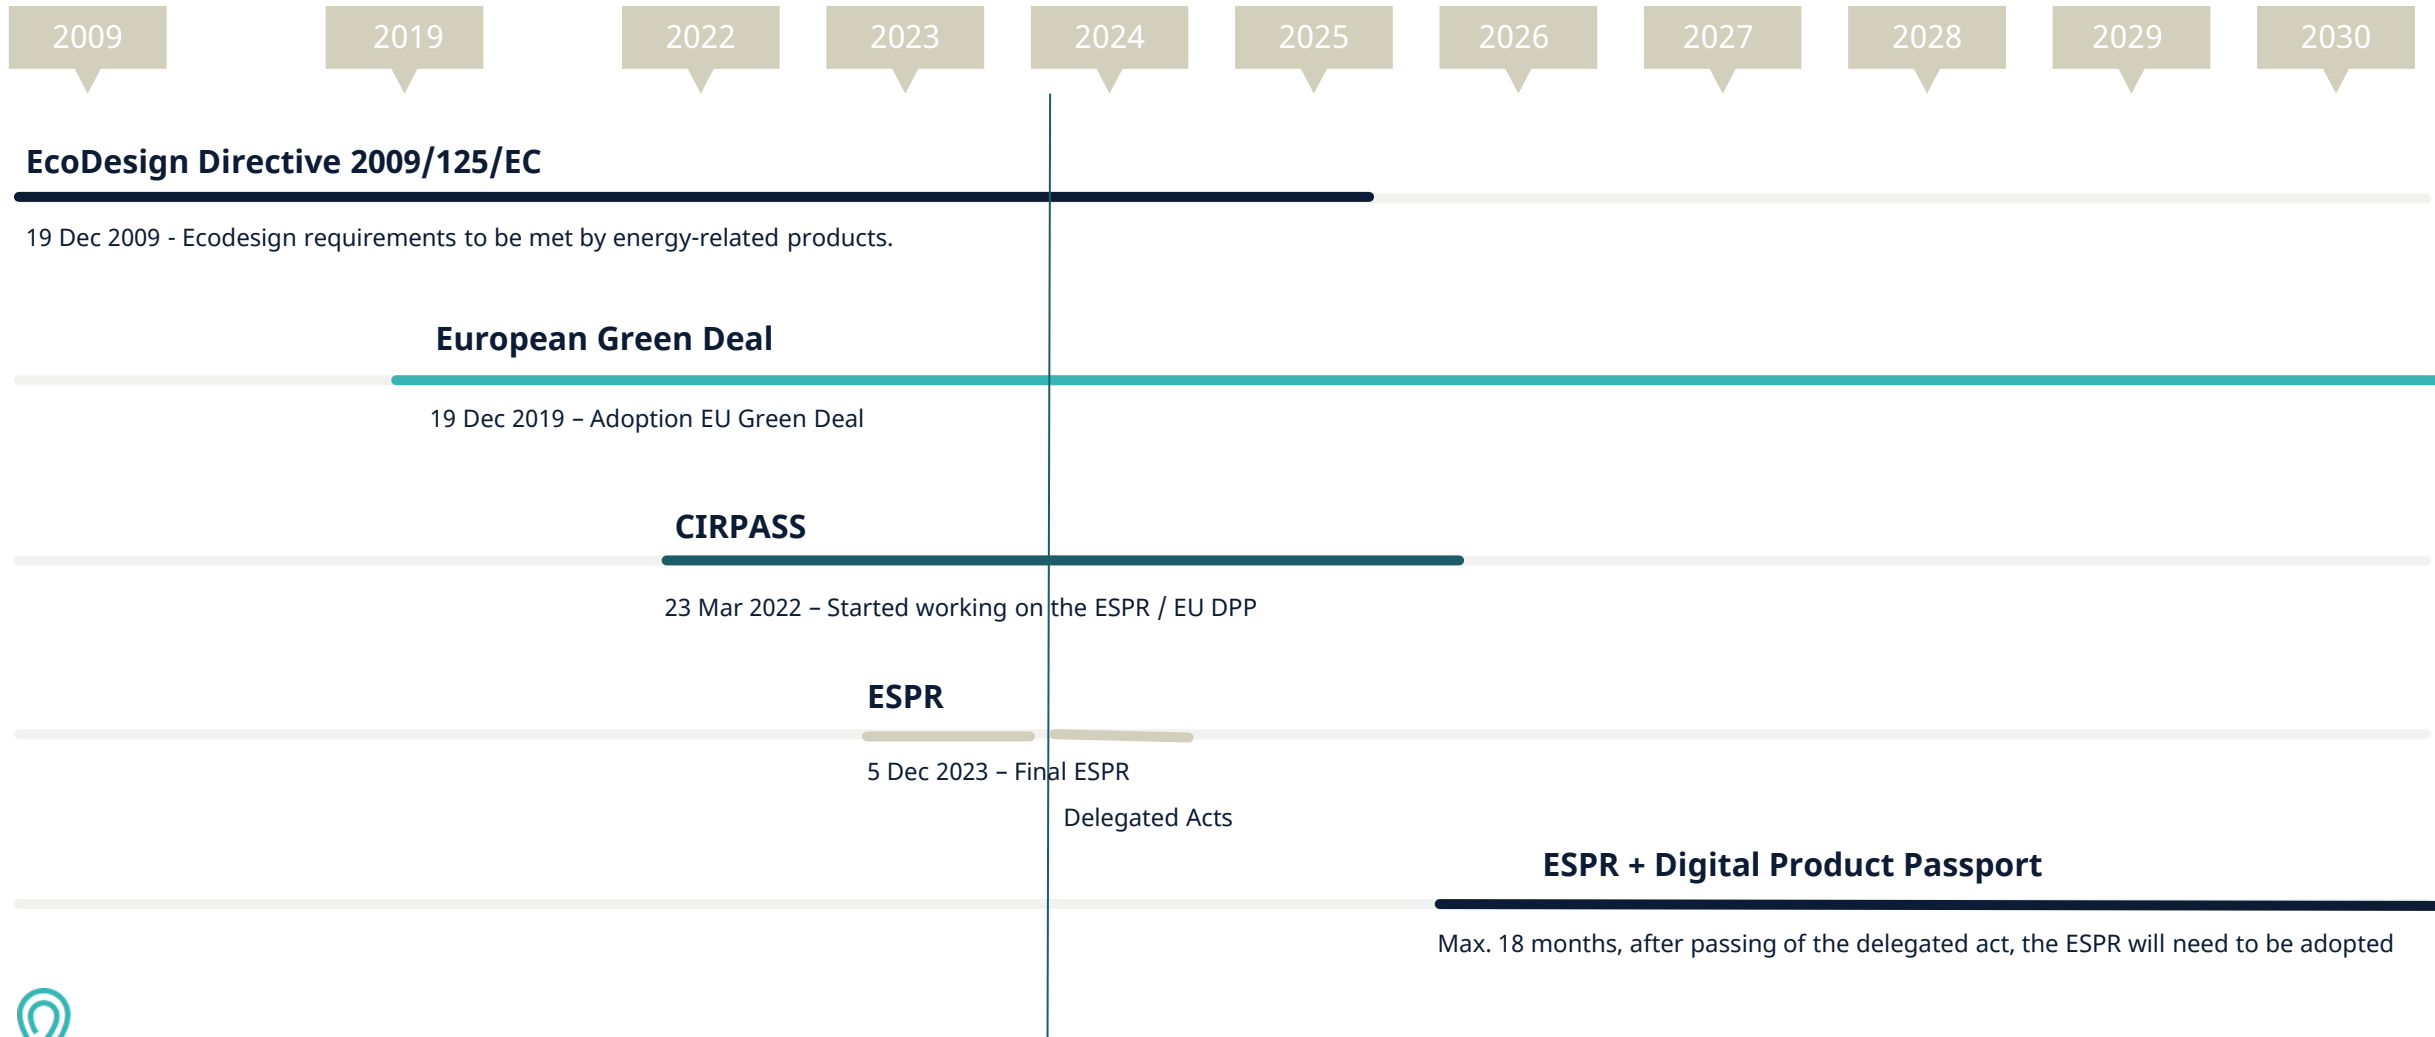 2009 2019 2022 2023 2024 2025 2026 2027 2028 2029 2030
EcoDesign Directive 2009/125/EC
19 Dec 2009 - Ecodesign requirements to be met by energy-related products.
European Green Deal
19 Dec 2019 – Adoption EU Green Deal
CIRPASS
23 Mar 2022 – Started working on the ESPR / EU DPP
ESPR
5 Dec 2023 – Final ESPR
Delegated Acts
ESPR + Digital Product Passport
Max. 18 months, after passing of the delegated act, the ESPR will need to be adopted